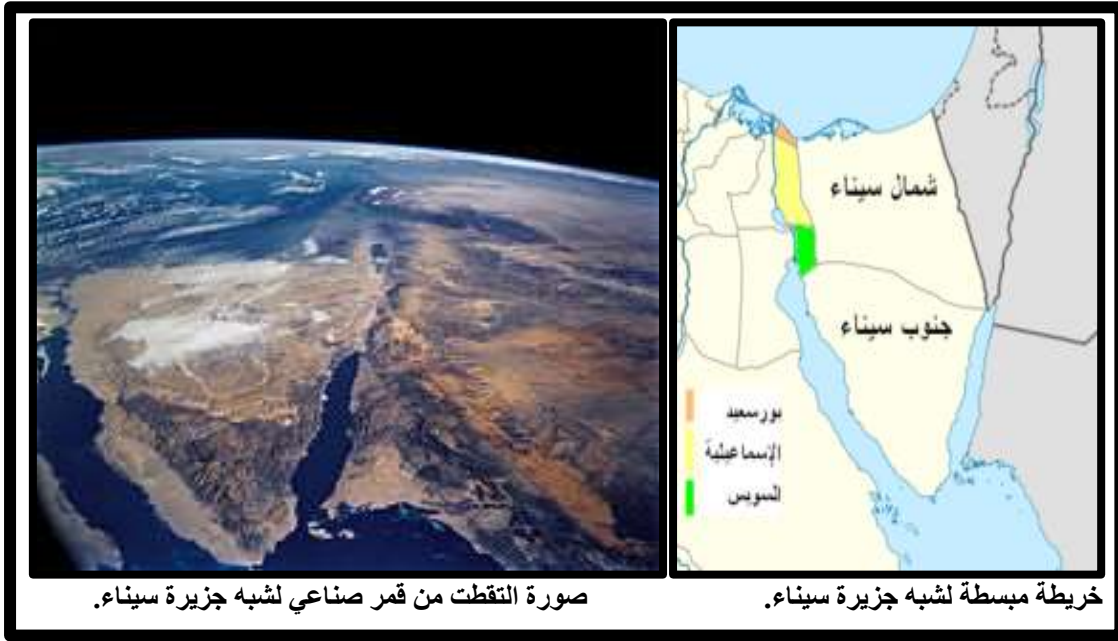 شمال سيناء
جنوب سيناء
بورسعيد
الإسماعيلية
السويس
خريطة مبسطة لشبه جزيرة سيناء.
صورة التقطت من قمر صناعي لشبه جزيرة سيناء.